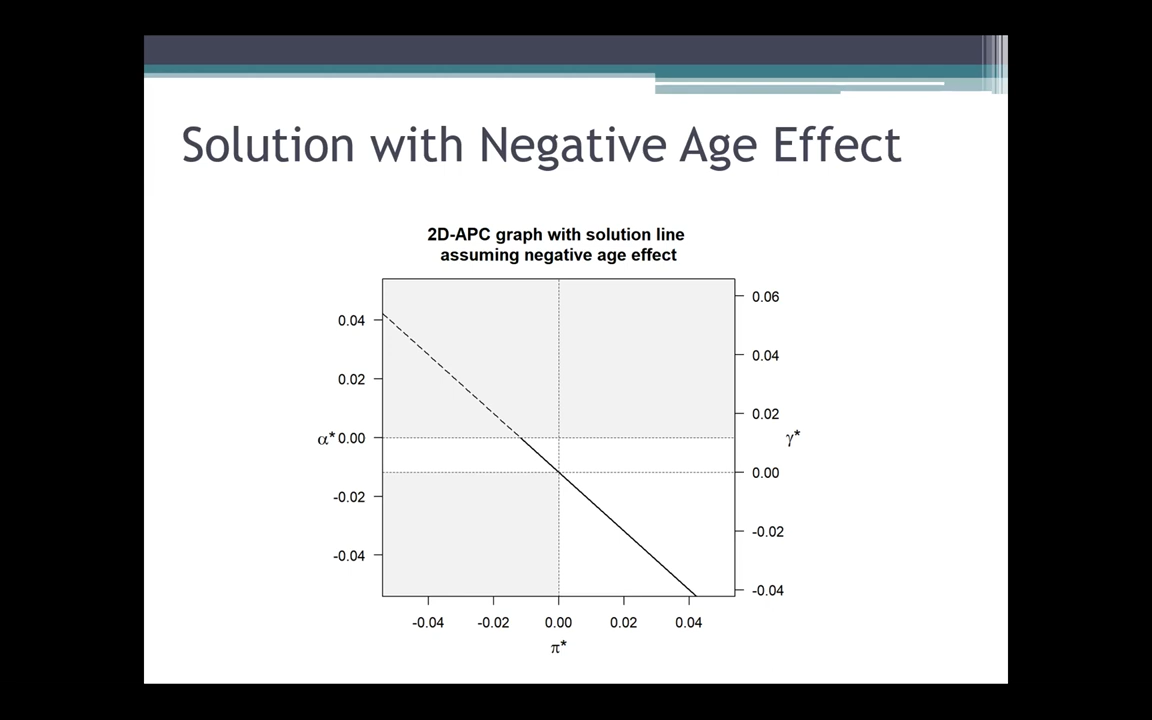 Solution with Negative Age Effect
2D-APC graph with solution line
assuming negative age effect
0.04
0.02
α* 0.00
-0.02
-0.04
0.06
0.04
0.02
γ*
0.00
-0.02
-0.04
-0.04 -0.02 0.00 0.02 0.04
π*